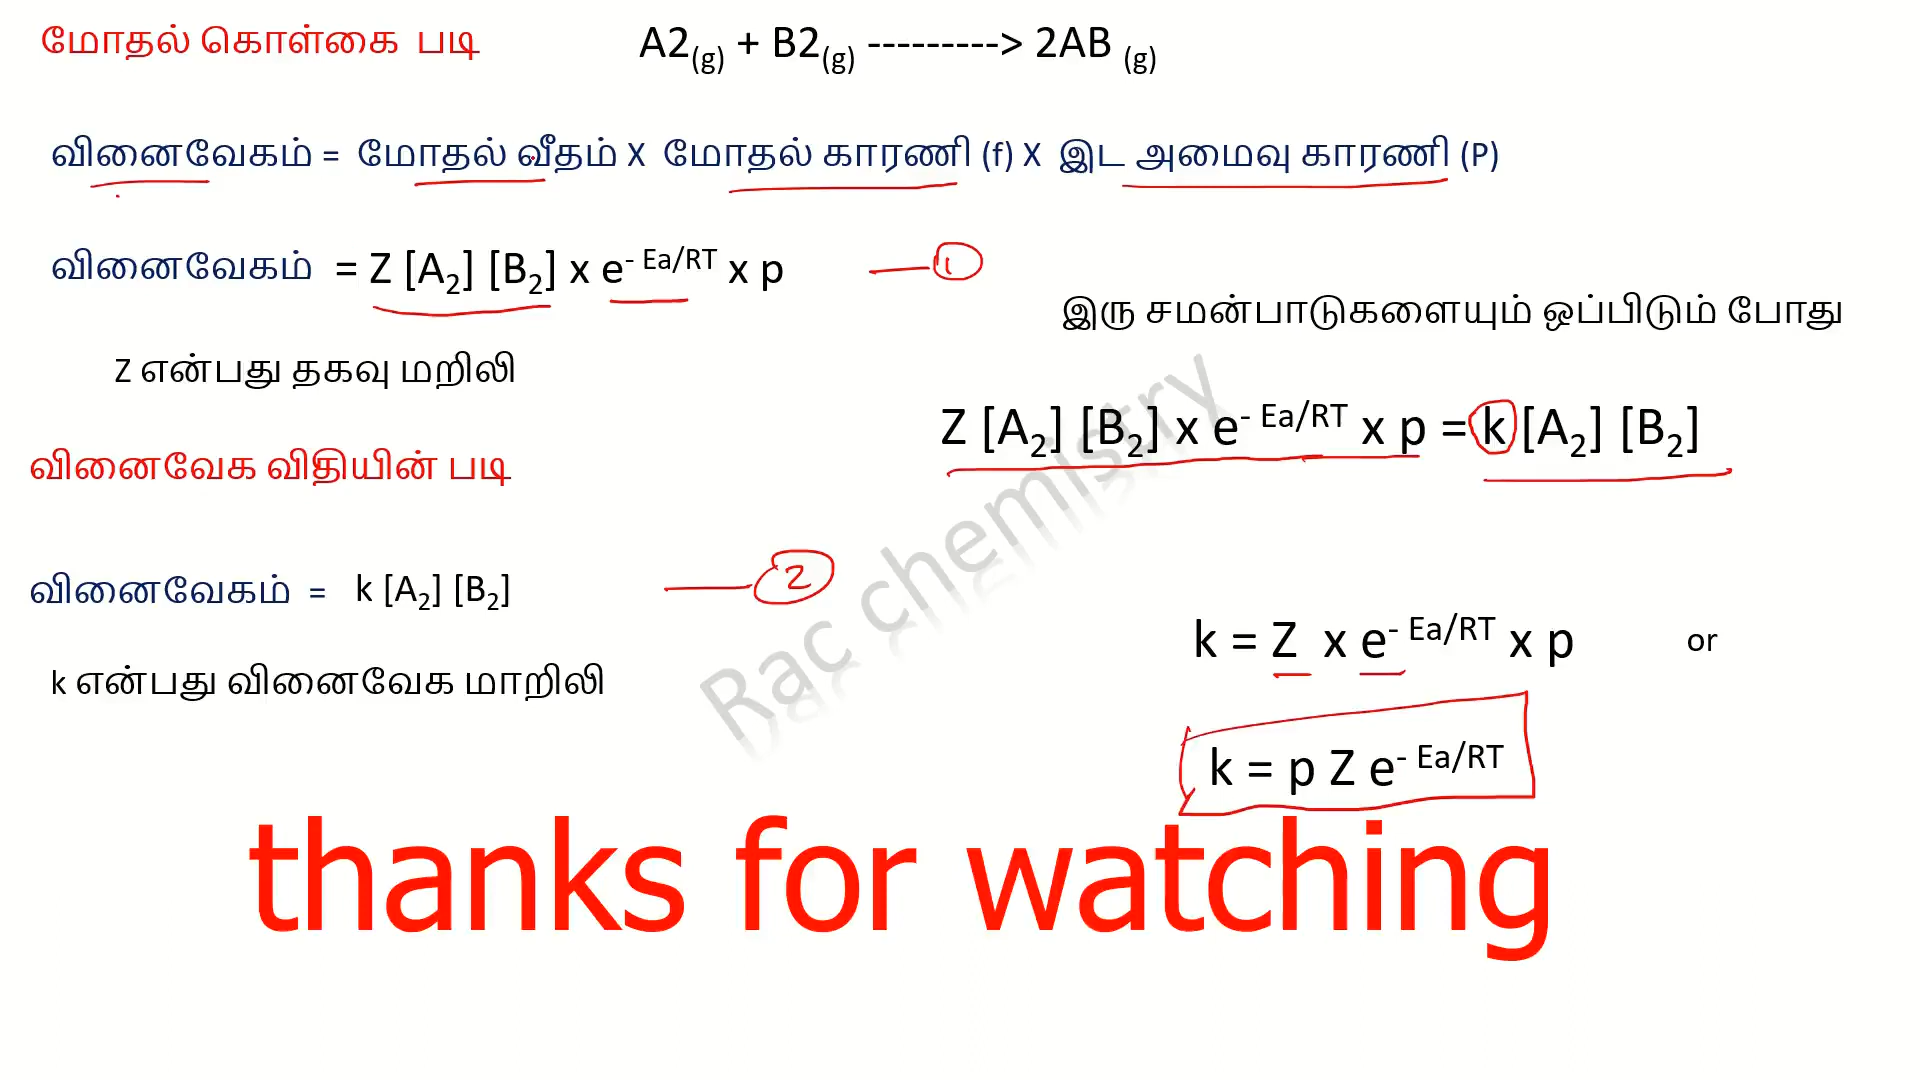 மோதல் கொள்கை படி
A2(g) + B2(g) ---------> 2AB (g)
வினைவேகம் = மோதல் வீதம் X மோதல் காரணி (f) X இட அமைவு காரணி (P)
வினைவேகம் = Z [A2] [B2] x e- Ea/RT x p
1
Z என்பது தகவு மறிலி
வினைவேக விதியின் படி
வினைவேகம் = k [A2] [B2]
2
k என்பது வினைவேக மாறிலி
இரு சமன்பாடுகளையும் ஒப்பிடும் போது
Z [A2] [B2] x e- Ea/RT x p = k [A2] [B2]
k = Z x e- Ea/RT x p or
k = p Z e- Ea/RT
Rac chemistry
thanks for watching